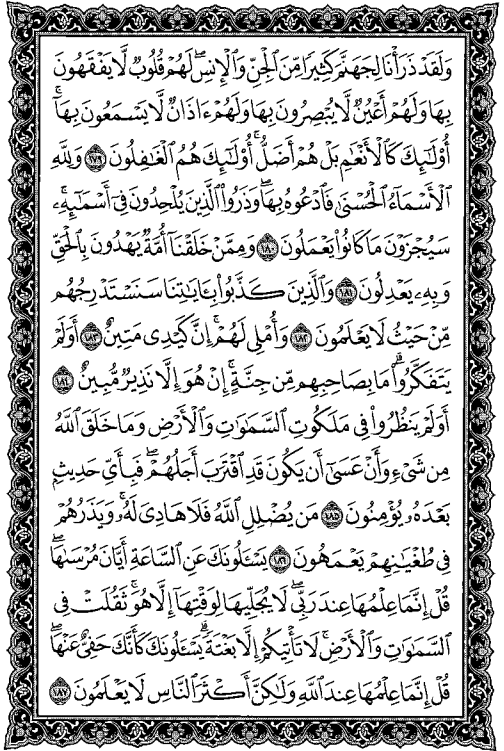 وَلَقَدْ ذَرَأْنَا لِجَهَنَّمَ كَثِيرًا مِّنَ ٱلْجِنِّ وَٱلْإِنسِ ۖ لَهُمْ قُلُوبٌ لَّا يَفْقَهُونَ
بِهَا وَلَهُمْ أَعْيُنٌ لَّا يُبْصِرُونَ بِهَا وَلَهُمْ ءَاذَانٌ لَّا يَسْمَعُونَ بِهَآ ۚ
أُو۟لَٰٓئِكَ كَٱلْأَنْعَٰمِ بَلْ هُمْ أَضَلُّ ۚ أُو۟لَٰٓئِكَ هُمُ ٱلْغَٰفِلُونَ ١٧٩ وَلِلَّهِ
ٱلْأَسْمَآءُ ٱلْحُسْنَىٰ فَٱدْعُوهُ بِهَا ۖ وَذَرُوا۟ ٱلَّذِينَ يُلْحِدُونَ فِىٓ أَسْمَٰٓئِهِۦ ۚ
سَيُجْزَوْنَ مَا كَانُوا۟ يَعْمَلُونَ ١٨٠ وَمِمَّنْ خَلَقْنَآ أُمَّةٌ يَهْدُونَ بِٱلْحَقِّ
وَبِهِۦ يَعْدِلُونَ ١٨١ وَٱلَّذِينَ كَذَّبُوا۟ بِـَٔايَٰتِنَا سَنَسْتَدْرِجُهُم
مِّنْ حَيْثُ لَا يَعْلَمُونَ ١٨٢ وَأُمْلِى لَهُمْ ۚ إِنَّ كَيْدِى مَتِينٌ ١٨٣ أَوَلَمْ
يَتَفَكَّرُوا۟ ۗ مَا بِصَاحِبِهِم مِّن جِنَّةٍ ۚ إِنْ هُوَ إِلَّا نَذِيرٌ مُّبِينٌ ١٨٤
أَوَلَمْ يَنظُرُوا۟ فِى مَلَكُوتِ ٱلسَّمَٰوَٰتِ وَٱلْأَرْضِ وَمَا خَلَقَ ٱللَّهُ
مِن شَىْءٍ وَأَنْ عَسَىٰٓ أَن يَكُونَ قَدِ ٱقْتَرَبَ أَجَلُهُمْ ۖ فَبِأَىِّ حَدِيثٍۭ
بَعْدَهُۥ يُؤْمِنُونَ ١٨٥ مَن يُضْلِلِ ٱللَّهُ فَلَا هَادِىَ لَهُۥ ۚ وَيَذَرُهُمْ
فِى طُغْيَٰنِهِمْ يَعْمَهُونَ ١٨٦ يَسْـَٔلُونَكَ عَنِ ٱلسَّاعَةِ أَيَّانَ مُرْسَىٰهَا ۖ
قُلْ إِنَّمَا عِلْمُهَا عِندَ رَبِّى ۖ لَا يُجَلِّيهَا لِوَقْتِهَآ إِلَّا هُوَ ۚ ثَقُلَتْ فِى
ٱلسَّمَٰوَٰتِ وَٱلْأَرْضِ ۚ لَا تَأْتِيكُمْ إِلَّا بَغْتَةً ۗ يَسْـَٔلُونَكَ كَأَنَّكَ حَفِىٌّ عَنْهَا ۖ
قُلْ إِنَّمَا عِلْمُهَا عِندَ ٱللَّهِ وَلَٰكِنَّ أَكْثَرَ ٱلنَّاسِ لَا يَعْلَمُونَ ١٨٧